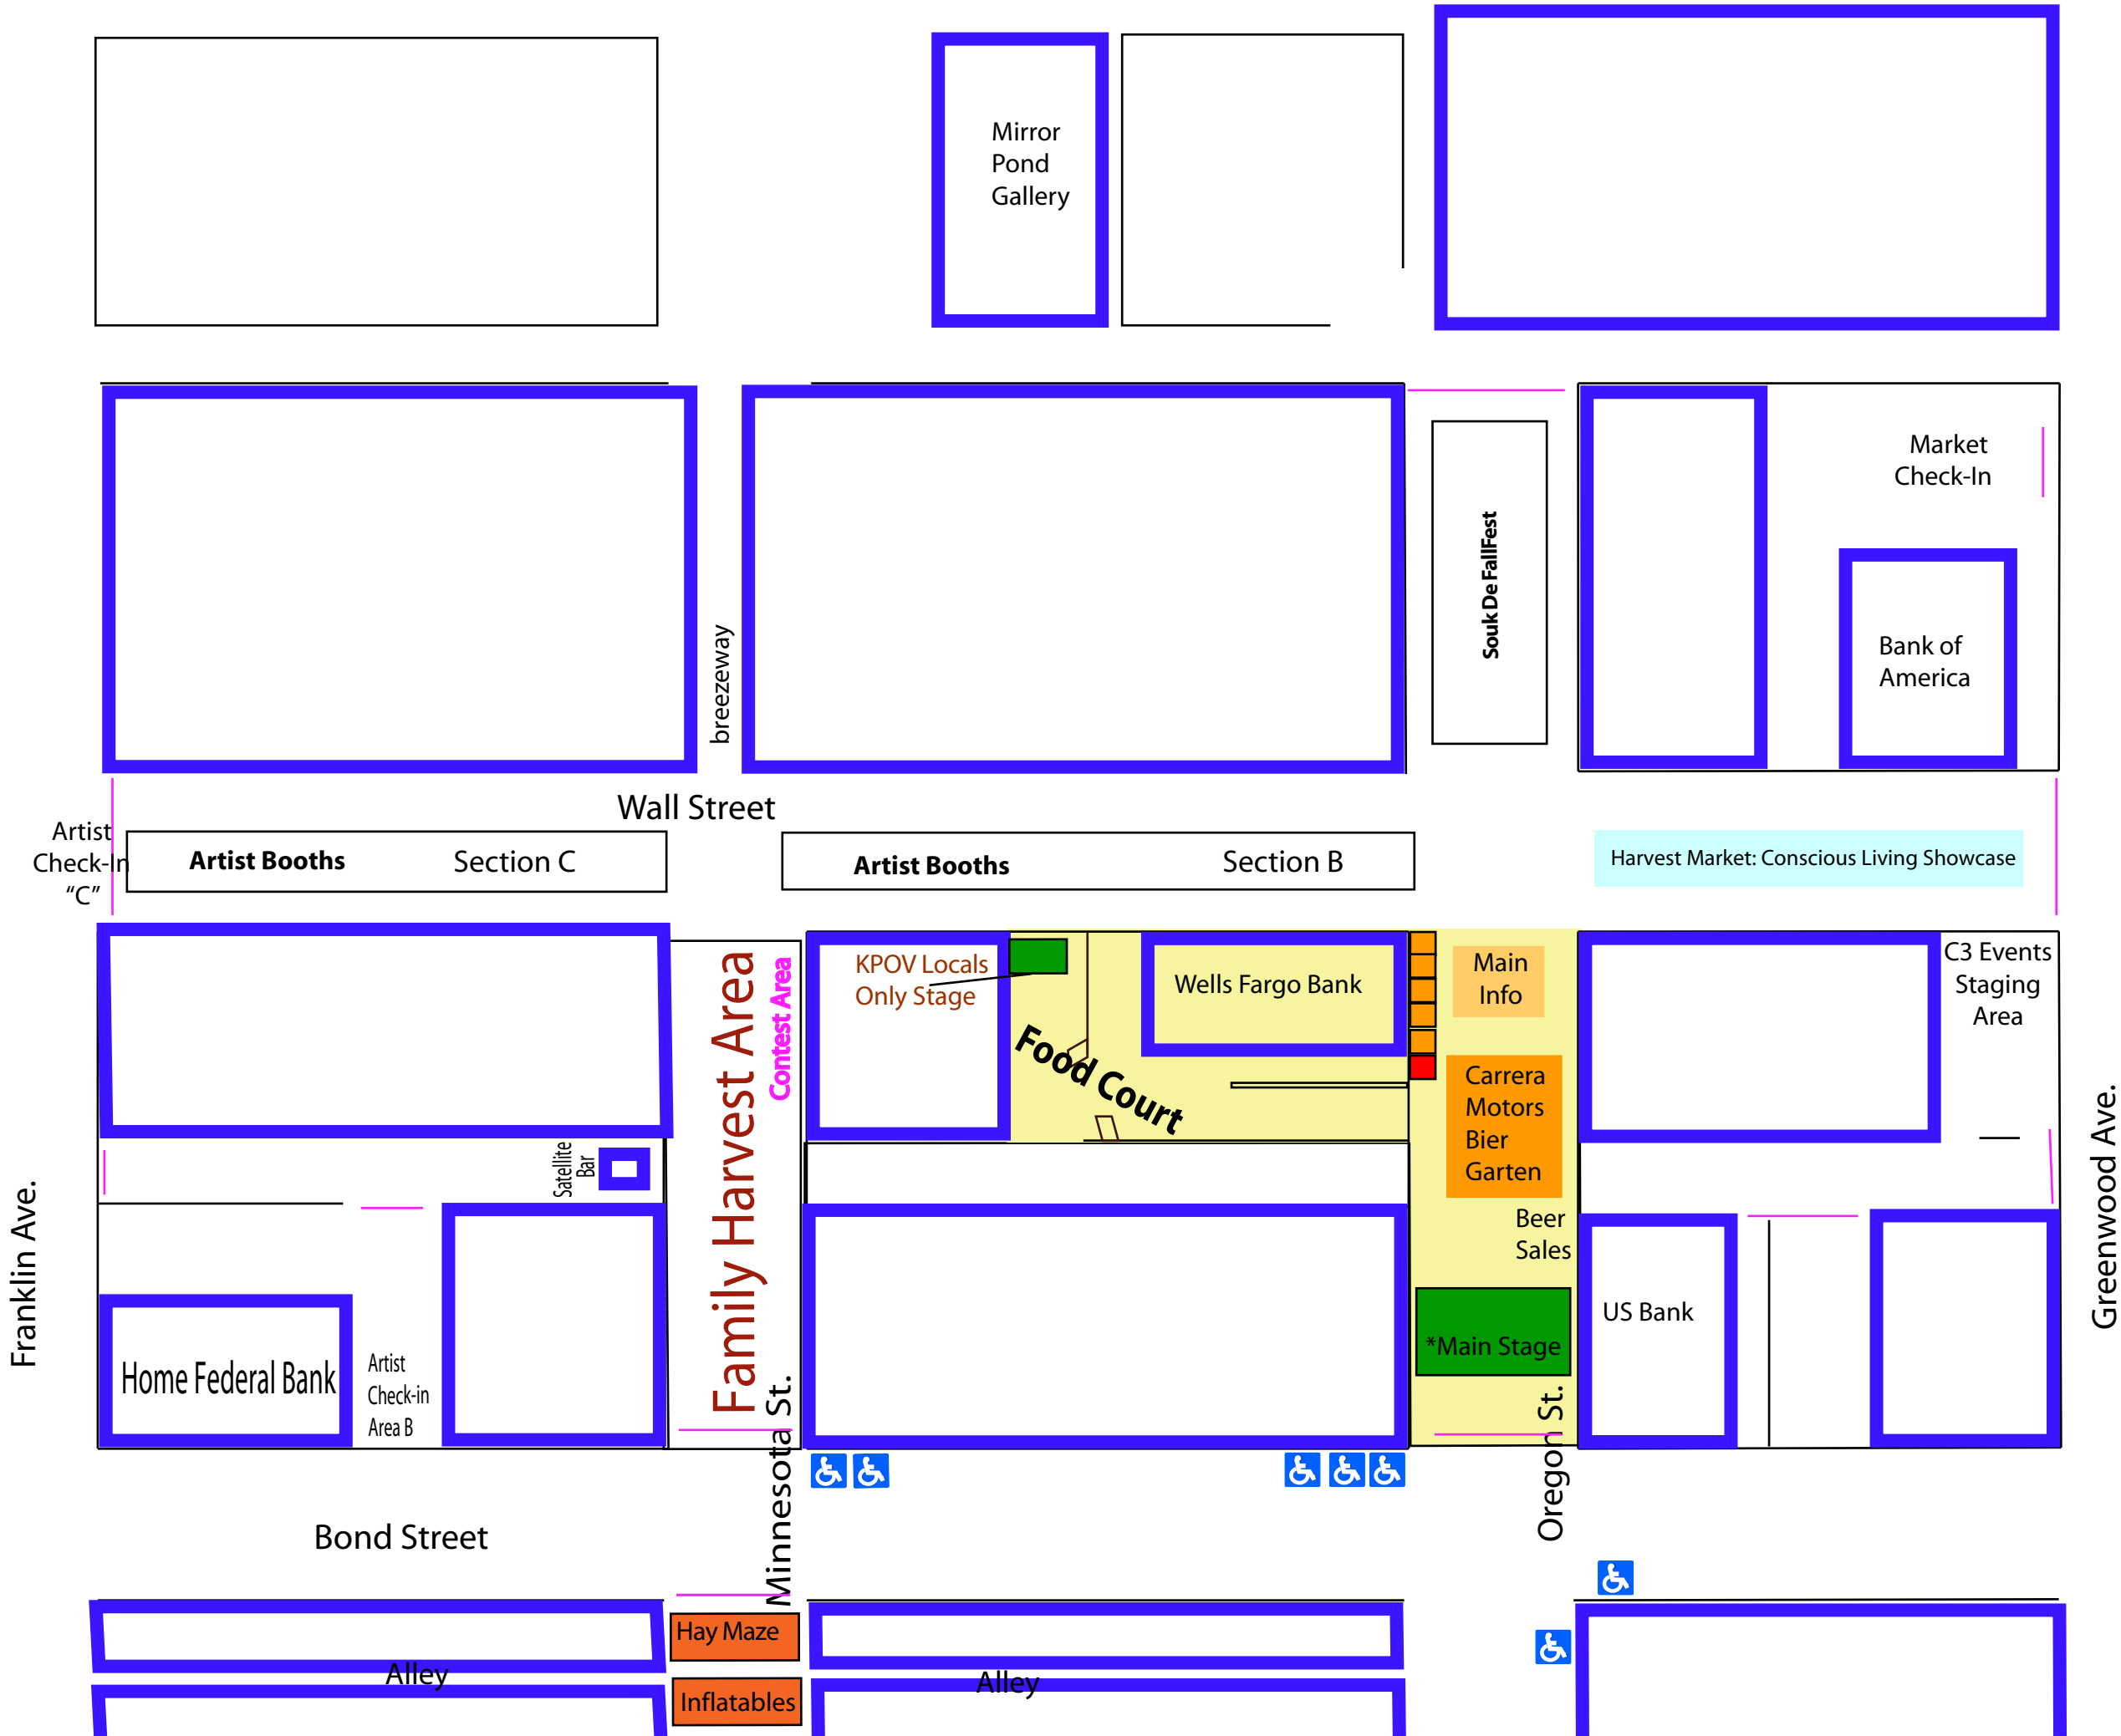 Mirror
Pond
Gallery
Market
Check-In
Souk De FallFest
Bank of
America
breezeway
Wall Street
Artist
Check-In
“C”
Artist Booths
Section C
Artist Booths
Section B
Harvest Market: Conscious Living Showcase
Family Harvest Area
Contest Area
KPOV Locals
Only Stage
Food Court
Wells Fargo Bank
Main
Info
C3 Events
Staging
Area
Carrera
Motors
Bier
Garten
Satellite
Bar
Beer
Sales
Franklin Ave.
Greenwood Ave.
Home Federal Bank
Artist
Check-in
Area B
*Main Stage
US Bank
Minnesota St.
Oregon St.
Bond Street
Hay Maze
Alley
Alley
Inflatables